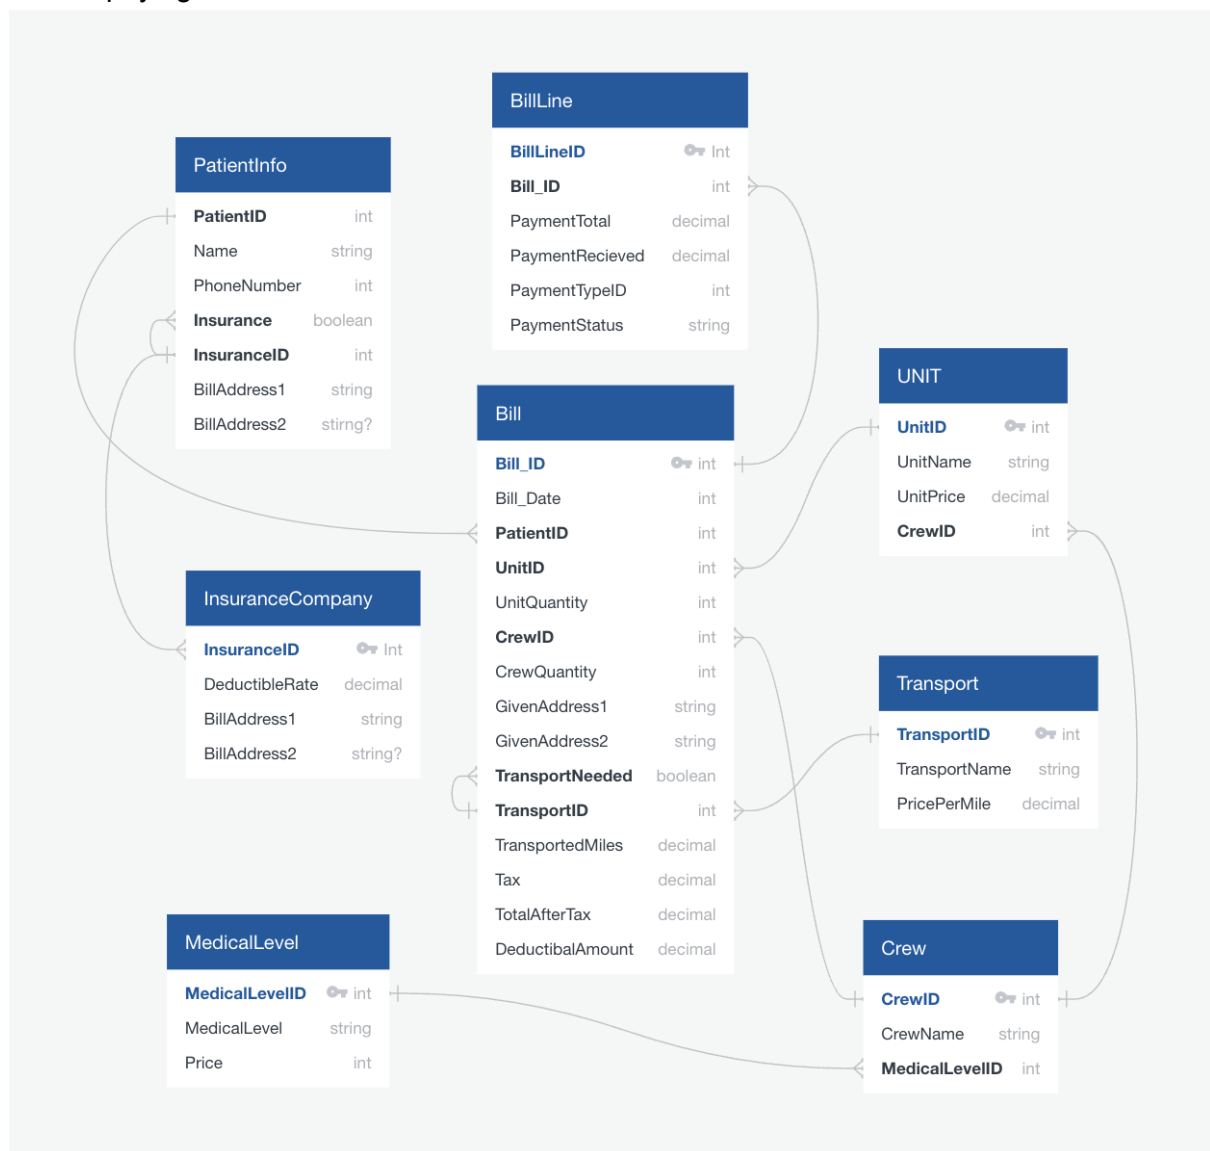 BillLine
BillLineID Int
Bill_ID int
PaymentTotal decimal
PaymentRecieved decimal
PaymentTypeID int
PaymentStatus string
PatientInfo
PatientID int
Name string
PhoneNumber int
Insurance boolean
InsuranceID int
BillAddress1 string
BillAddress2 stirng?
UNIT
UnitID int
UnitName string
UnitPrice decimal
CrewID int
Bill
Bill_ID int
Bill_Date int
PatientID int
UnitID int
UnitQuantity int
CrewID int
CrewQuantity int
GivenAddress1 string
GivenAddress2 string
TransportNeeded boolean
TransportID int
TransportedMiles decimal
Tax decimal
TotalAfterTax decimal
DeductibalAmount decimal
InsuranceCompany
InsuranceID Int
DeductibleRate decimal
BillAddress1 string
BillAddress2 string?
Transport
TransportID int
TransportName string
PricePerMile decimal
MedicalLevel
MedicalLevelID int
MedicalLevel string
Price int
Crew
CrewID int
CrewName string
MedicalLevelID int